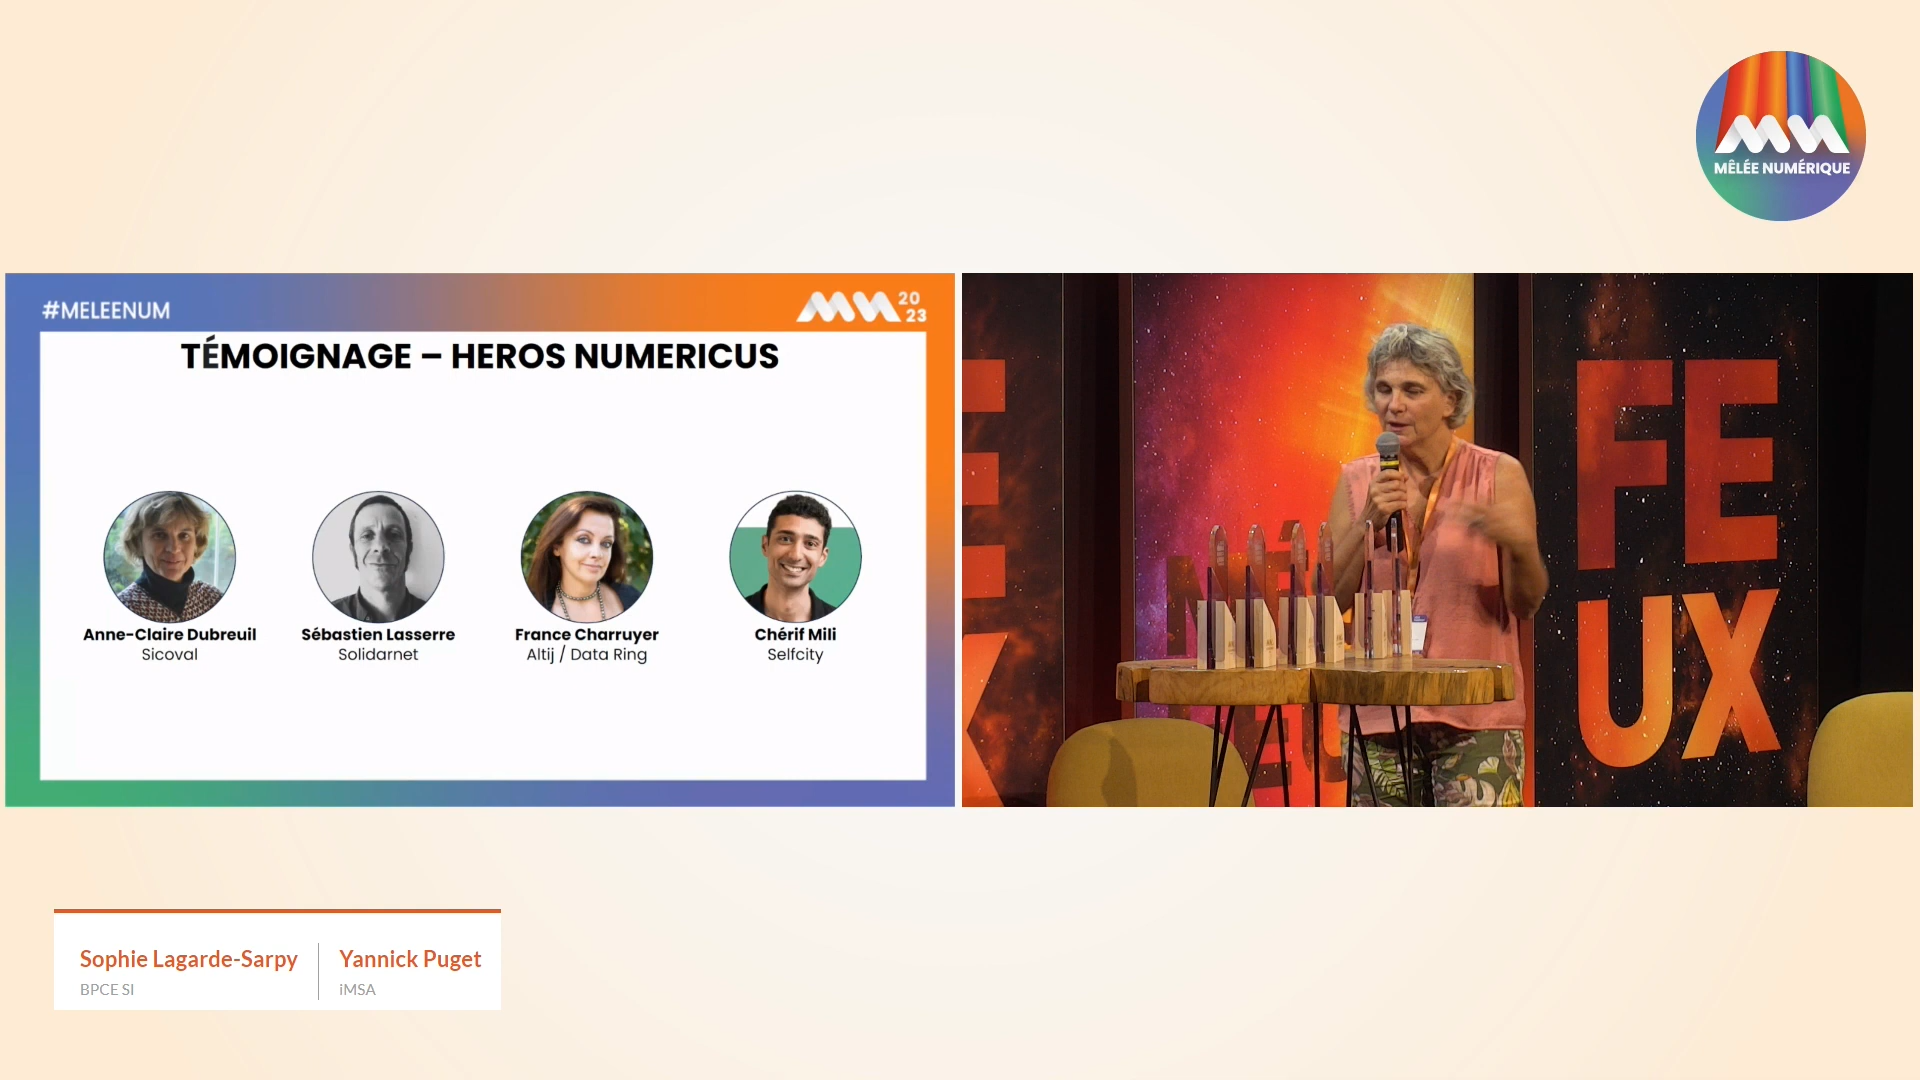 MÊLÉE NUMÉRIQUE
#MELEENUM
20
23
TÉMOIGNAGE – HEROS NUMERICUS
Anne-Claire Dubreuil
Sicoval
Sébastien Lasserre
Solidarnet
France Charruyer
Altij / Data Ring
Chérif Mili
Selfcity
FE
UX
Sophie Lagarde-Sarpy
BPCE SI
Yannick Puget
iMSA